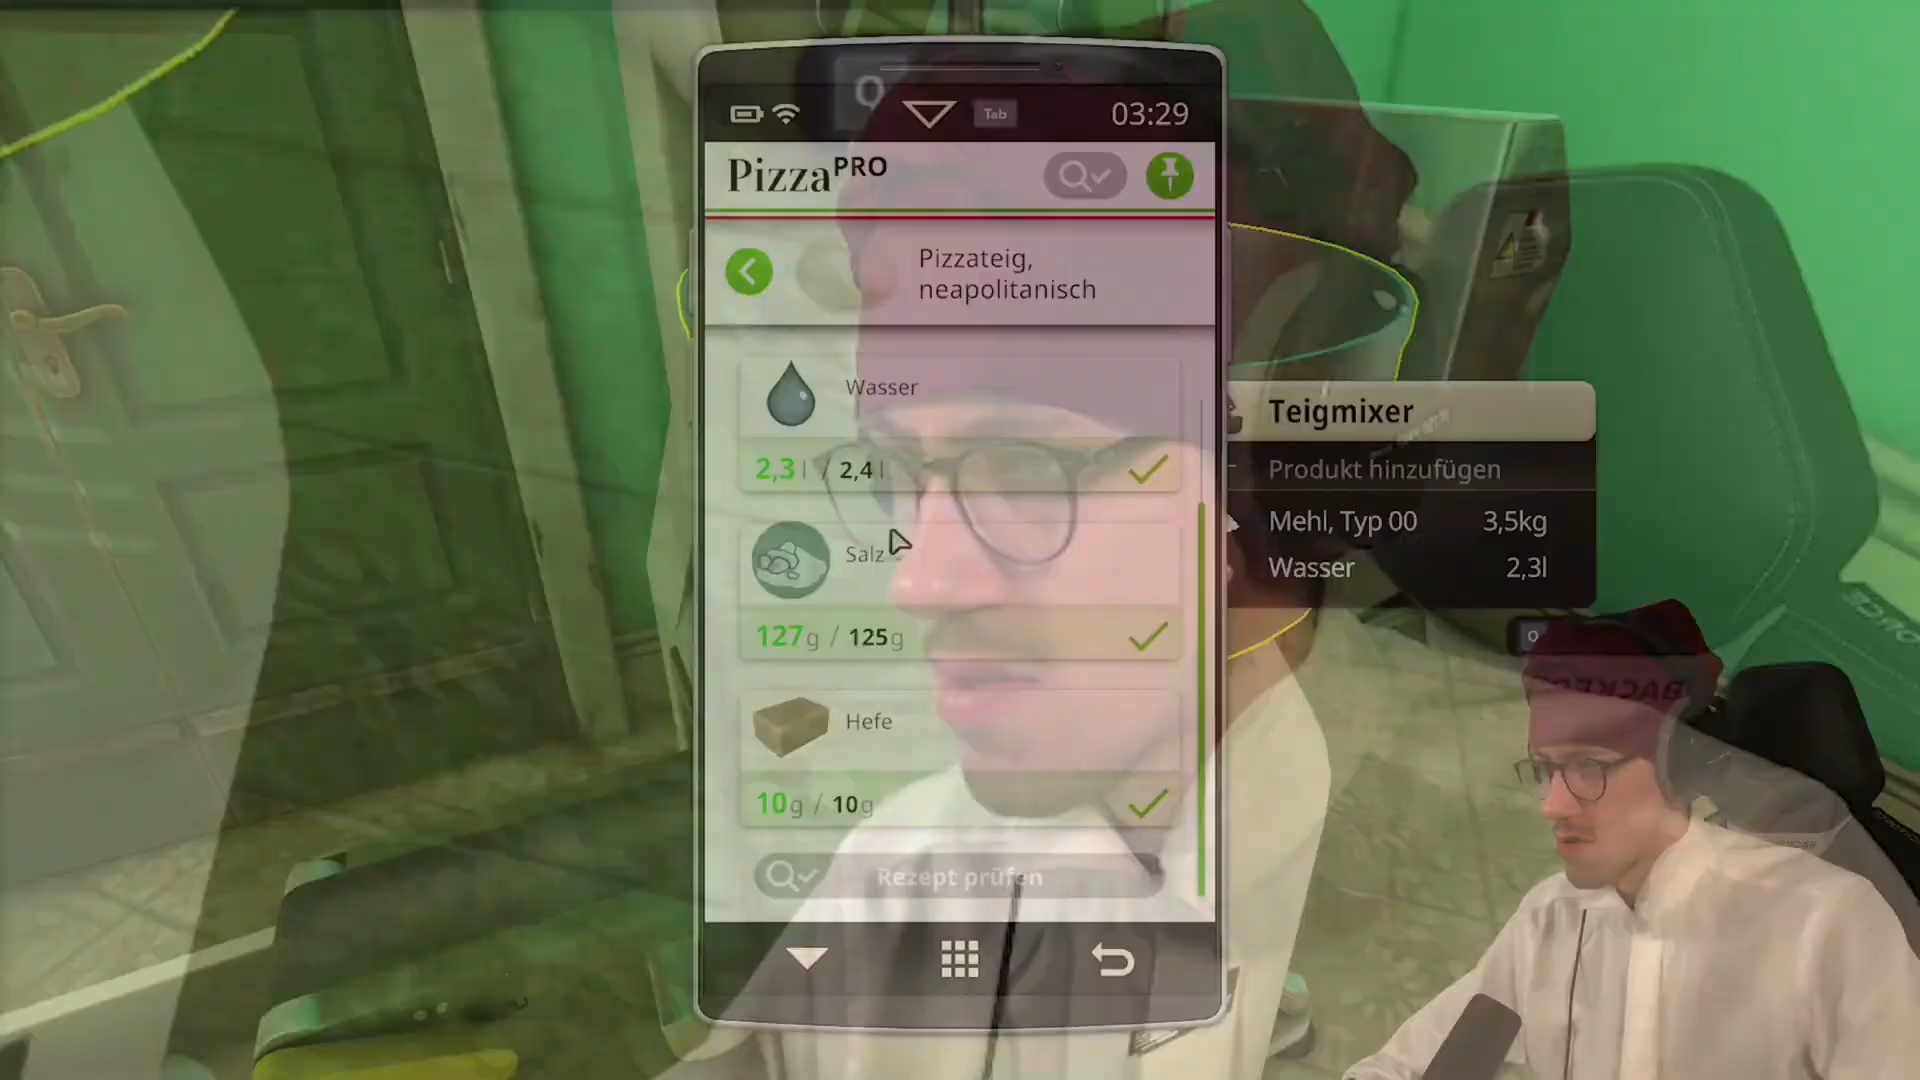 Q
Tab
03:29
Pizza PRO
Pizzateig,
neapolitanisch
Wasser
2,3 l / 2,4 l
Salz
127g / 125g
Hefe
10g / 10g
Rezept prüfen
Teigmixer
Produkt hinzufügen
Mehl, Typ 00 3,5kg
Wasser 2,3l